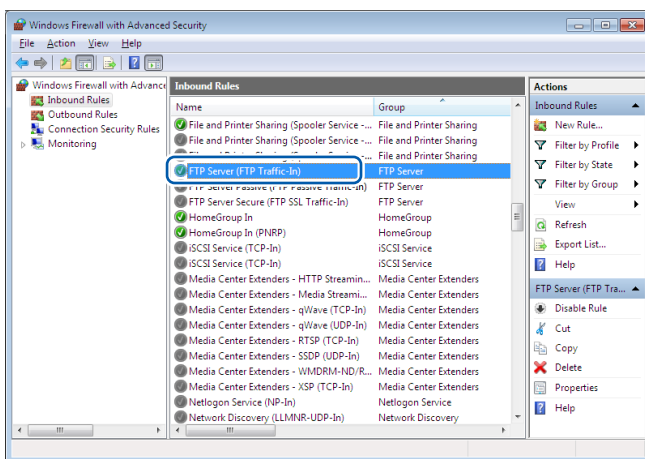 Windows Firewall with Advanced Security
File Action View Help
Windows Firewall with Advance
Inbound Rules
Outbound Rules
Connection Security Rules
Monitoring
Inbound Rules
Name Group
File and Printer Sharing (Spooler Service -... File and Printer Sharing
File and Printer Sharing (Spooler Service -... File and Printer Sharing
File and Printer Sharing
FTP Server (FTP Traffic-In) FTP Server
FTP Server Passive (FTP Passive Traffic-In) FTP Server
FTP Server Secure (FTP SSL Traffic-In) FTP Server
HomeGroup In HomeGroup
HomeGroup In (PNRP) HomeGroup
iSCSI Service (TCP-In) iSCSI Service
iSCSI Service (TCP-In) iSCSI Service
Media Center Extenders - HTTP Streamin... Media Center Extenders
Media Center Extenders - Media Streami... Media Center Extenders
Media Center Extenders - qWave (TCP-In) Media Center Extenders
Media Center Extenders - qWave (UDP-In) Media Center Extenders
Media Center Extenders - RTSP (TCP-In) Media Center Extenders
Media Center Extenders - SSDP (UDP-In) Media Center Extenders
Media Center Extenders - WMDRM-ND/R... Media Center Extenders
Media Center Extenders - XSP (TCP-In) Media Center Extenders
Netlogon Service (NP-In) Netlogon Service
Network Discovery (LLMNR-UDP-In) Network Discovery
Actions
Inbound Rules
New Rule...
Filter by Profile
Filter by State
Filter by Group
View
Refresh
Export List...
Help
FTP Server (FTP Tra...
Disable Rule
Cut
Copy
Delete
Properties
Help